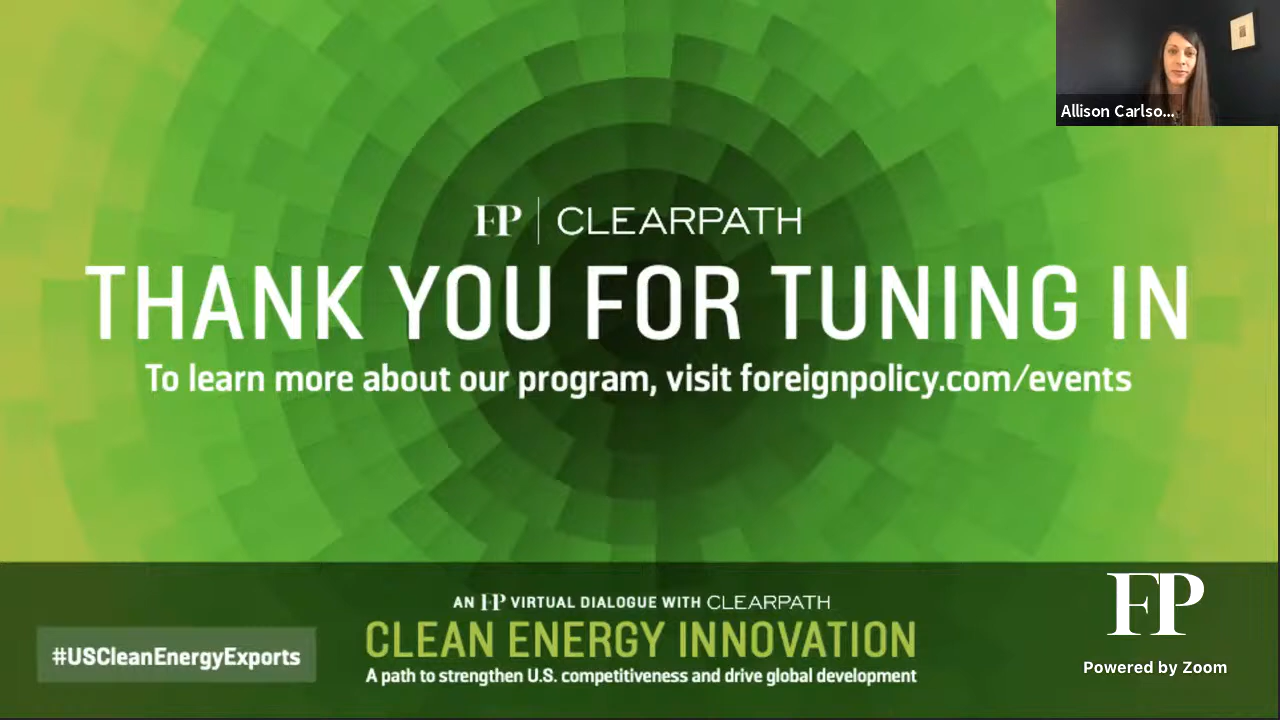 Allison Carlso...
FP | CLEARPATH
THANK YOU FOR TUNING IN
To learn more about our program, visit foreignpolicy.com/events
AN FP VIRTUAL DIALOGUE WITH CLEARPATH
CLEAN ENERGY INNOVATION
A path to strengthen U.S. competitiveness and drive global development
#USCleanEnergyExports
FP
Powered by Zoom